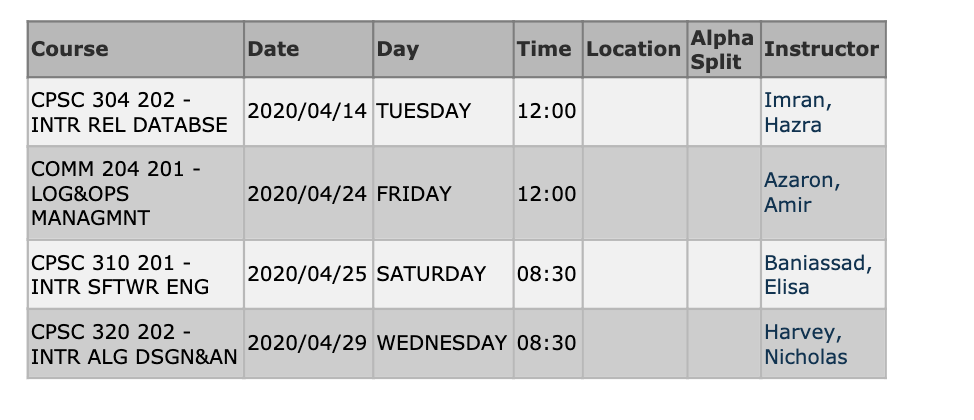 Course Date Day Time Location Alpha Split Instructor
CPSC 304 202 -
INTR REL DATABSE 2020/04/14 TUESDAY 12:00 Imran,
Hazra
COMM 204 201 -
LOG&OPS
MANAGMNT 2020/04/24 FRIDAY 12:00 Azaron,
Amir
CPSC 310 201 -
INTR SFTWR ENG 2020/04/25 SATURDAY 08:30 Baniassad,
Elisa
CPSC 320 202 -
INTR ALG DSGN&AN 2020/04/29 WEDNESDAY 08:30 Harvey,
Nicholas